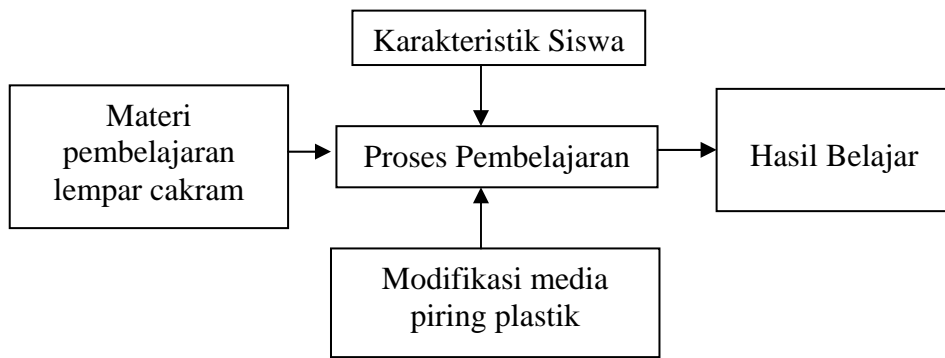 Karakteristik Siswa
Materi
pembelajaran
lempar cakram
Proses Pembelajaran
Hasil Belajar
Modifikasi media
piring plastik